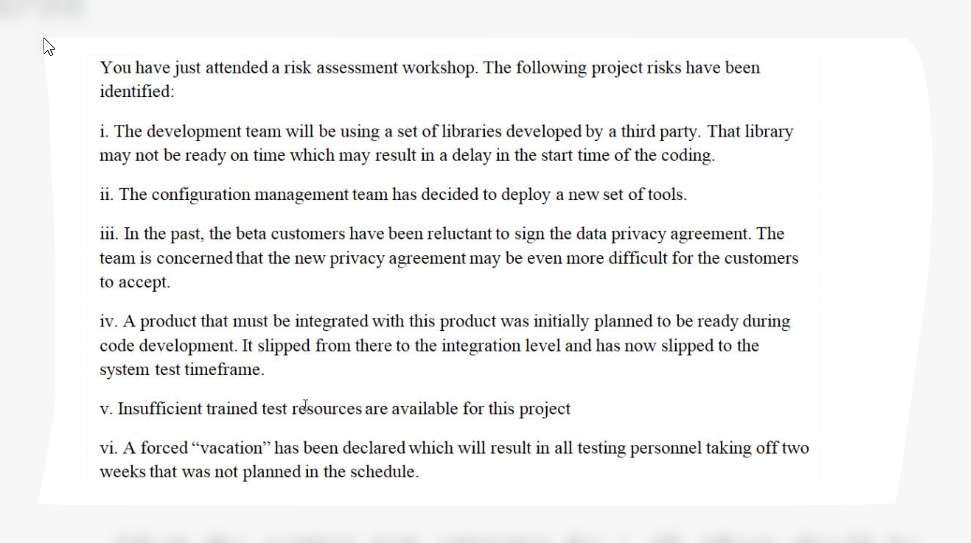 You have just attended a risk assessment workshop. The following project risks have been
identified:
i. The development team will be using a set of libraries developed by a third party. That library
may not be ready on time which may result in a delay in the start time of the coding.
ii. The configuration management team has decided to deploy a new set of tools.
iii. In the past, the beta customers have been reluctant to sign the data privacy agreement. The
team is concerned that the new privacy agreement may be even more difficult for the customers
to accept.
iv. A product that must be integrated with this product was initially planned to be ready during
code development. It slipped from there to the integration level and has now slipped to the
system test timeframe.
v. Insufficient trained test resources are available for this project
vi. A forced “vacation” has been declared which will result in all testing personnel taking off two
weeks that was not planned in the schedule.